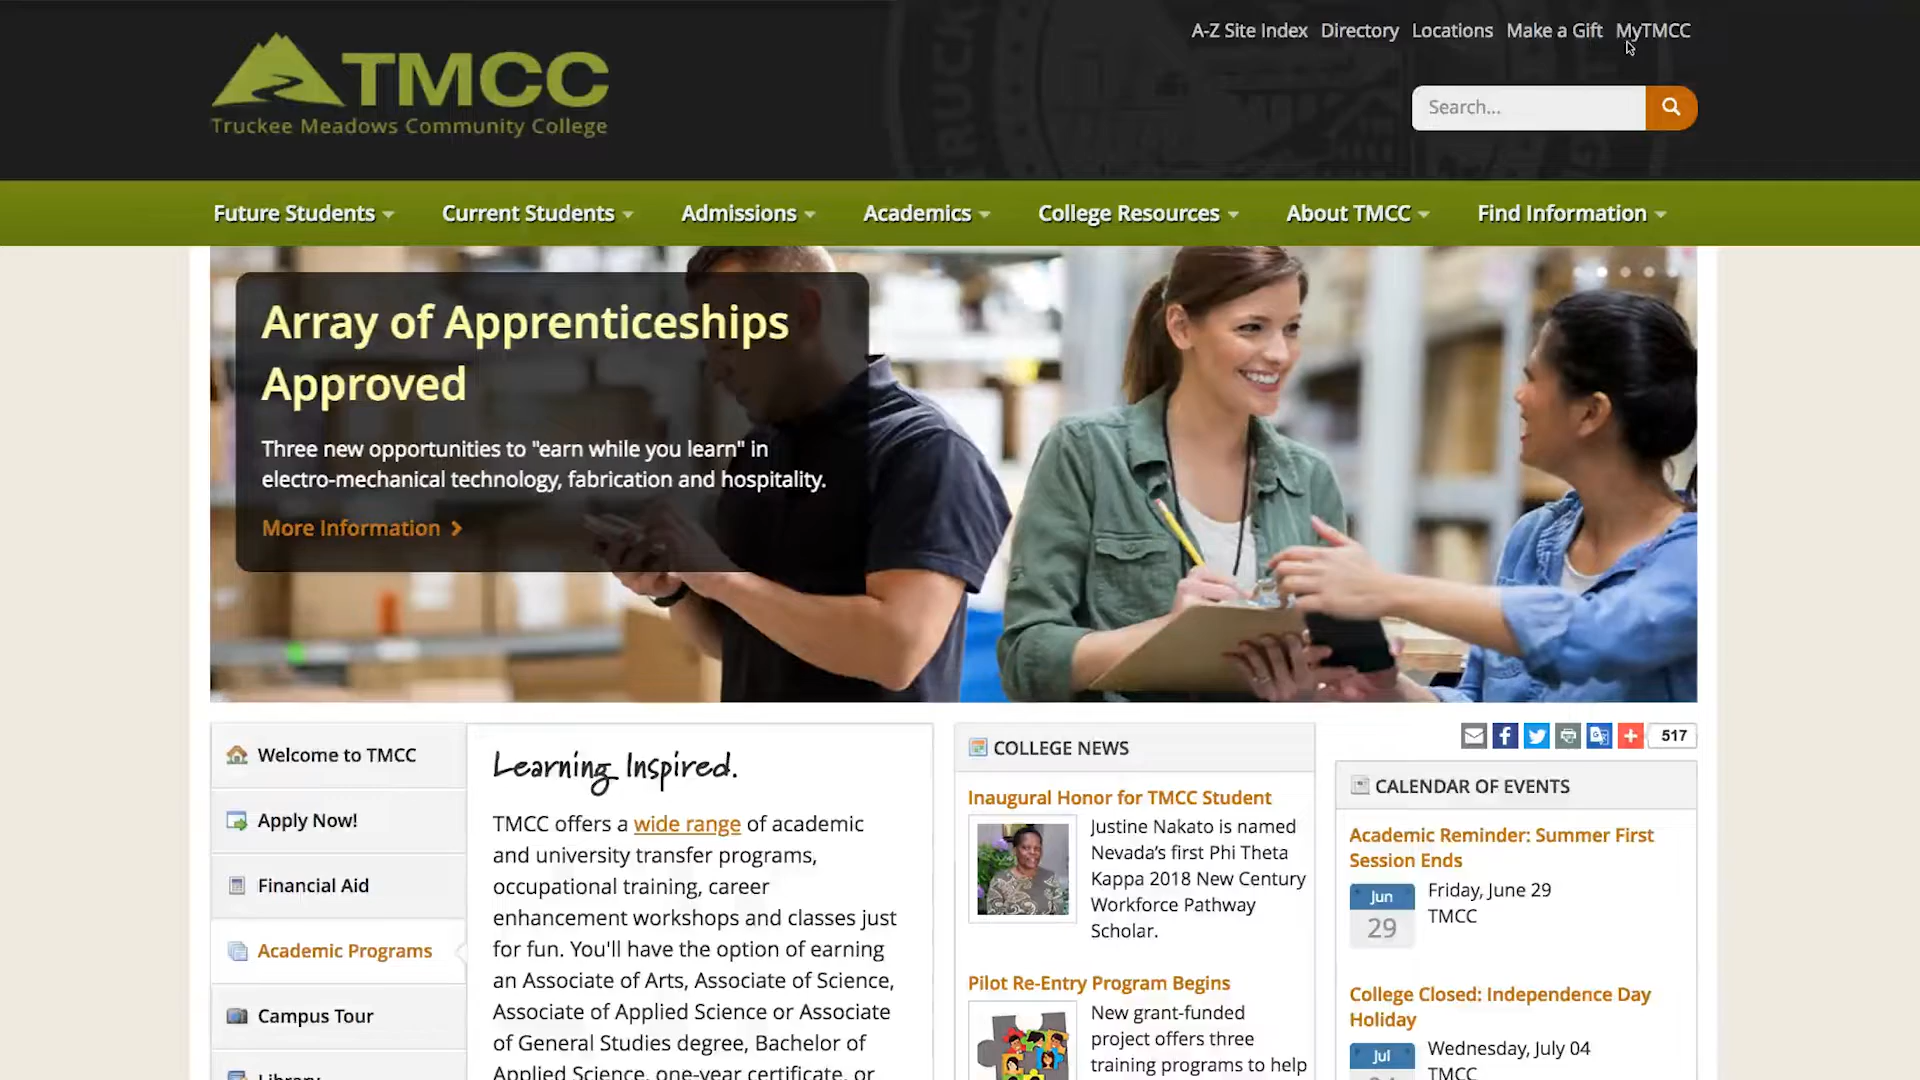 A-Z Site Index Directory Locations Make a Gift MyTMCC
TMCC
Truckee Meadows Community College
Search...
Future Students Current Students Admissions Academics College Resources About TMCC Find Information
Array of Apprenticeships
Approved
Three new opportunities to "earn while you learn" in
electro-mechanical technology, fabrication and hospitality.
More Information
Welcome to TMCC
Apply Now!
Financial Aid
Academic Programs
Campus Tour
Library
Learning Inspired.
TMCC offers a wide range of academic
and university transfer programs,
occupational training, career
enhancement workshops and classes just
for fun. You'll have the option of earning
an Associate of Arts, Associate of Science,
Associate of Applied Science or Associate
of General Studies degree, Bachelor of
Applied Science, one-year certificate, or
COLLEGE NEWS
Inaugural Honor for TMCC Student
Justine Nakato is named
Nevada's first Phi Theta
Kappa 2018 New Century
Workforce Pathway
Scholar.
Pilot Re-Entry Program Begins
New grant-funded
project offers three
training programs to help
517
CALENDAR OF EVENTS
Academic Reminder: Summer First
Session Ends
Jun
29
Friday, June 29
TMCC
College Closed: Independence Day
Holiday
Jul
Wednesday, July 04
TMCC